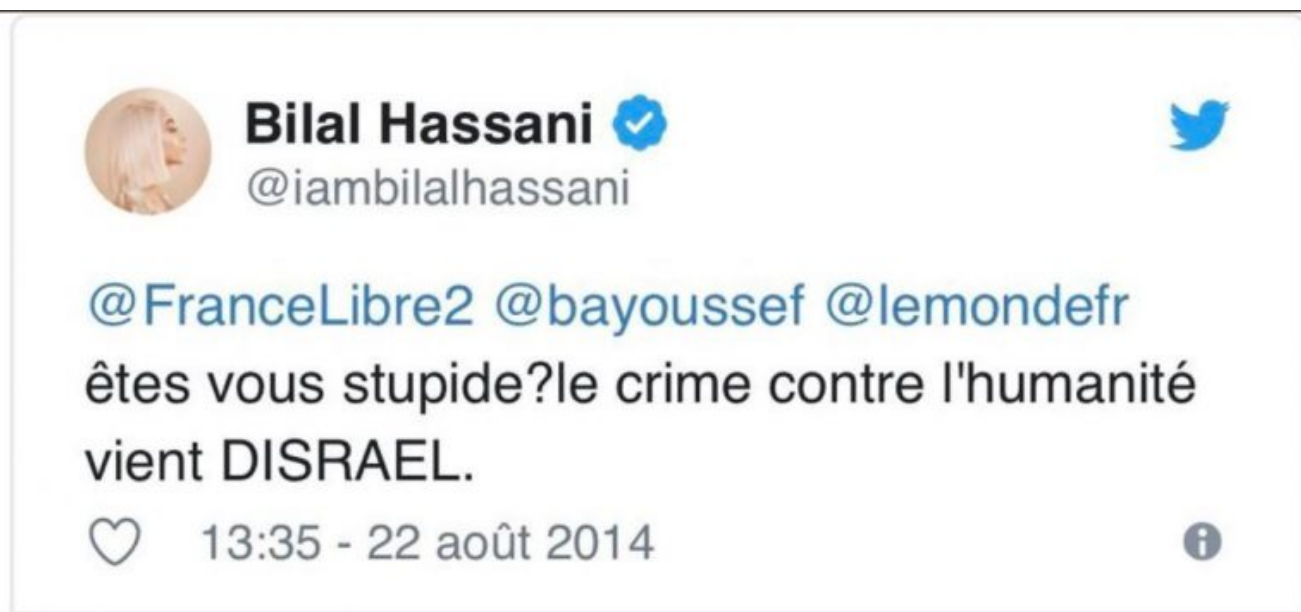 Bilal Hassani
@iambilalhassani
@FranceLibre2 @bayoussef @lemondefr
êtes vous stupide?le crime contre l'humanité
vient DISRAEL.
13:35 - 22 août 2014